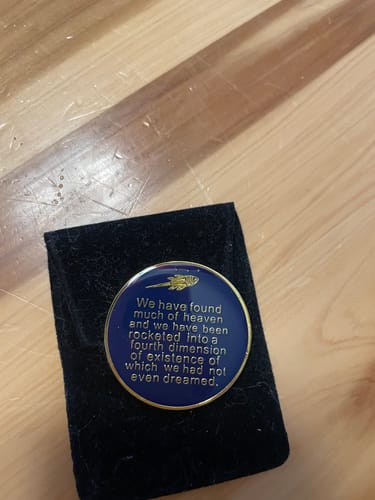 We have found
much of heaven
and we have been
rocketed into a
fourth dimension
of existence of
which we had not
even dreamed.